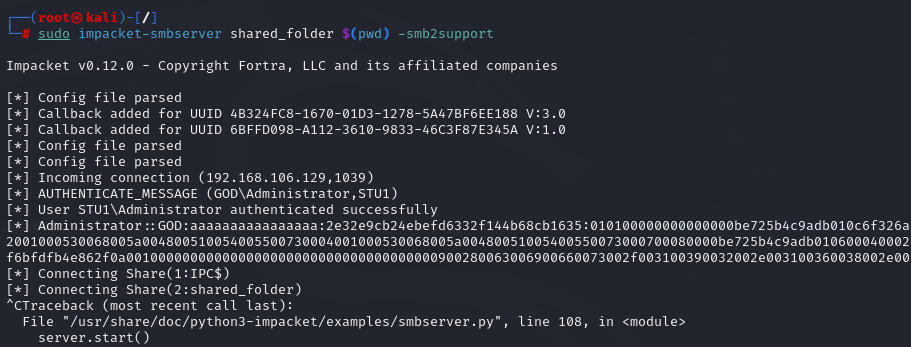 ┌──(root㉿kali)-[/]
└─# sudo impacket-smbserver shared_folder $(pwd) -smb2support
Impacket v0.12.0 - Copyright Fortra, LLC and its affiliated companies
[*] Config file parsed
[*] Callback added for UUID 4B324FC8-1670-01D3-1278-5A47BF6EE188 V:3.0
[*] Callback added for UUID 6BFFD098-A112-3610-9833-46C3F87E345A V:1.0
[*] Config file parsed
[*] Config file parsed
[*] Incoming connection (192.168.106.129,1039)
[*] AUTHENTICATE_MESSAGE (GOD\Administrator,STU1)
[*] User STU1\Administrator authenticated successfully
[*] Administrator::GOD:aaaaaaaaaaaaaaaa:2e32e9cb24ebefd6332f144b68cb1635:010100000000000000be725b4c9adb010c6f326a
2001000530068005a004800510054005500730004001000530068005a004800510054005500730007000800000be725b4c9adb010600040002
f6bfdfb4e862f0a001000000000000000000000000000000000000900280063006900660073002f003100390032002e003100360038002e00
[*] Connecting Share(1:IPC$)
[*] Connecting Share(2:shared_folder)
^CTraceback (most recent call last):
File "/usr/share/doc/python3-impacket/examples/smbserver.py", line 108, in <module>
server.start()